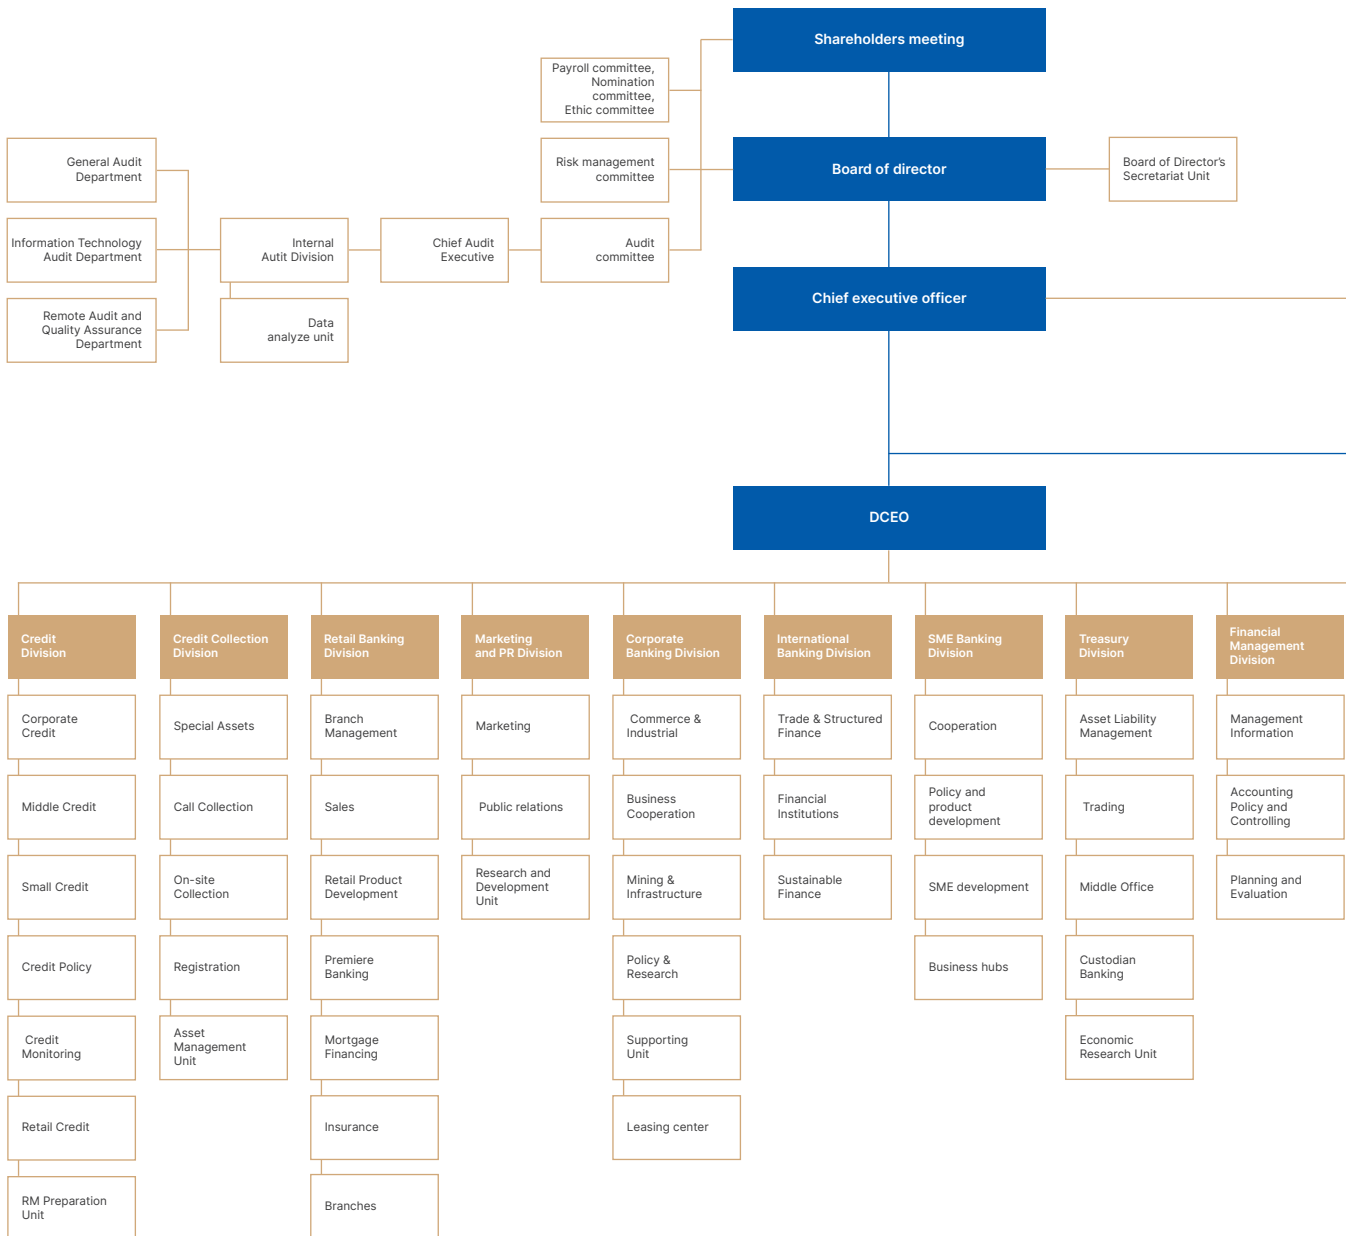 Shareholders meeting
Payroll committee,
Nomination
committee,
Ethic committee
General Audit
Department
Risk management
committee
Board of director
Board of Director's
Secretariat Unit
Information Technology
Audit Department
Internal
Autit Division
Chief Audit
Executive
Audit
committee
Chief executive officer
Remote Audit and
Quality Assurance
Department
Data
analyze unit
DCEO
Credit
Division
Corporate
Credit
Middle Credit
Small Credit
Credit Policy
Credit
Monitoring
Retail Credit
RM Preparation
Unit
Credit Collection
Division
Special Assets
Call Collection
On-site
Collection
Registration
Asset
Management
Unit
Retail Banking
Division
Branch
Management
Sales
Retail Product
Development
Premiere
Banking
Mortgage
Financing
Insurance
Branches
Marketing
and PR Division
Marketing
Public relations
Research and
Development
Unit
Corporate
Banking Division
Commerce &
Industrial
Business
Cooperation
Mining &
Infrastructure
Policy &
Research
Supporting
Unit
Leasing center
International
Banking Division
Trade & Structured
Finance
Financial
Institutions
Sustainable
Finance
SME Banking
Division
Cooperation
Policy and
product
development
SME development
Business hubs
Treasury
Division
Asset Liability
Management
Trading
Middle Office
Custodian
Banking
Economic
Research Unit
Financial
Management
Division
Management
Information
Accounting
Policy and
Controlling
Planning and
Evaluation